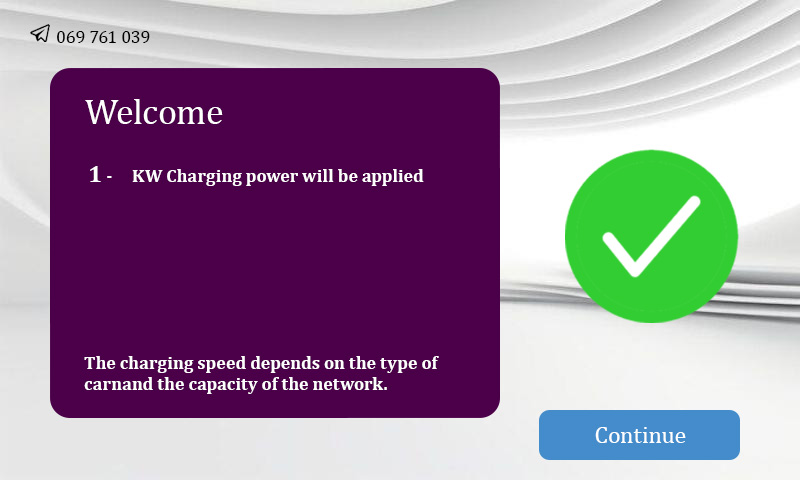 069 761 039
Welcome
1 - KW Charging power will be applied
The charging speed depends on the type of
carnand the capacity of the network.
Continue